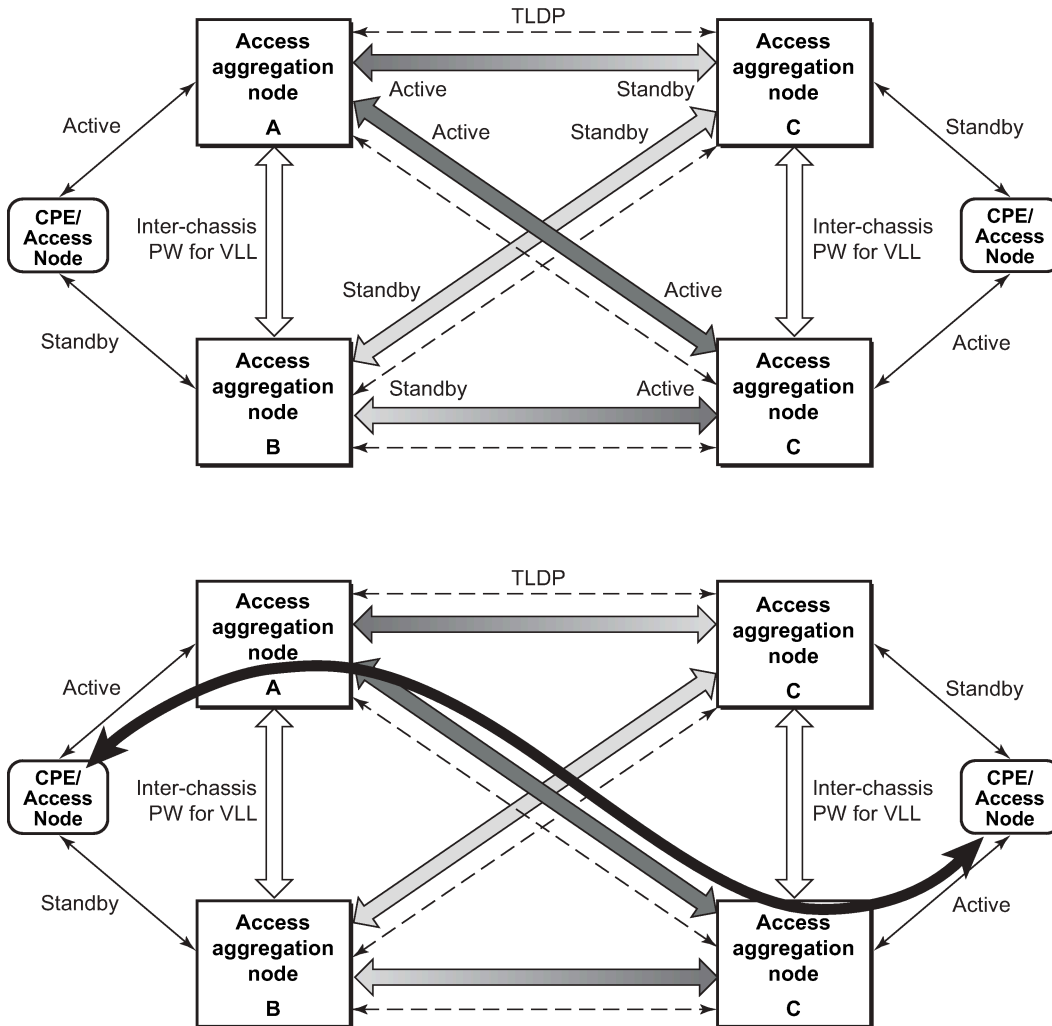 TLDP
Access
aggregation
node
A
Access
aggregation
node
C
Active
Standby
Active
Standby
Active
Standby
CPE/
Access
Node
Inter-chassis
PW for VLL
Inter-chassis
PW for VLL
CPE/
Access
Node
Standby
Active
Standby
Active
Standby
Active
Access
aggregation
node
B
Access
aggregation
node
C
TLDP
Access
aggregation
node
A
Access
aggregation
node
C
Active
Standby
CPE/
Access
Node
Inter-chassis
PW for VLL
Inter-chassis
PW for VLL
CPE/
Access
Node
Standby
Active
Access
aggregation
node
B
Access
aggregation
node
C